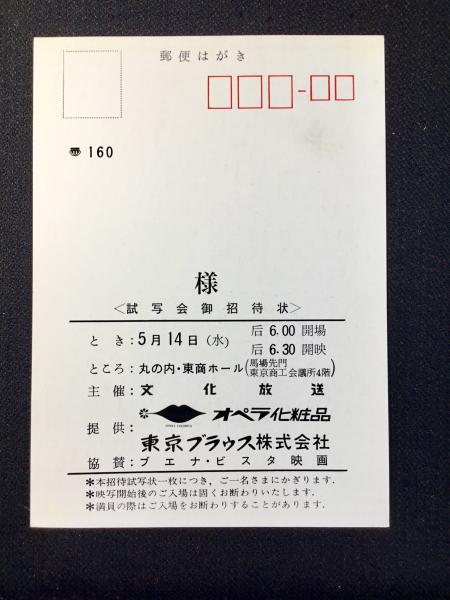 郵便はがき
〠 160
様
<試写会御招待状>
とき:5月14日(水) 后6.00開場
后6.30開映
ところ:丸の内・東商ホール(馬場先門
東京商工会議所4階)
主催:文化放送
提供:オペラ化粧品
東京ブラウス株式会社
協賛:ブエナ・ビスタ映画
*本招待試写状一枚につき、ご一名さまにかぎります.
*映写開始後のご入場は固くお断わりいたします.
*満員の際はご入場をお断わりすることがあります.